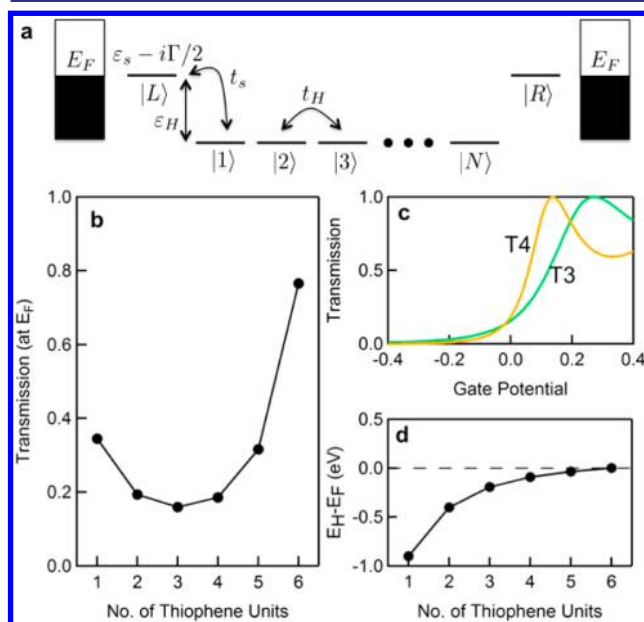 a
E_F
ε_s − iΓ/2
|L⟩
t_s
ε_H
t_H
|1⟩ |2⟩ |3⟩ |N⟩
|R⟩
E_F
b
Transmission (at E_F)
1.0
0.8
0.6
0.4
0.2
0.0
1 2 3 4 5 6
No. of Thiophene Units
c
Transmission
1.0
0.5
0.0
T4
T3
-0.4 -0.2 0.0 0.2 0.4
Gate Potential
d
E_H-E_F (eV)
0.5
0.0
-0.5
-1.0
1 2 3 4 5 6
No. of Thiophene Units